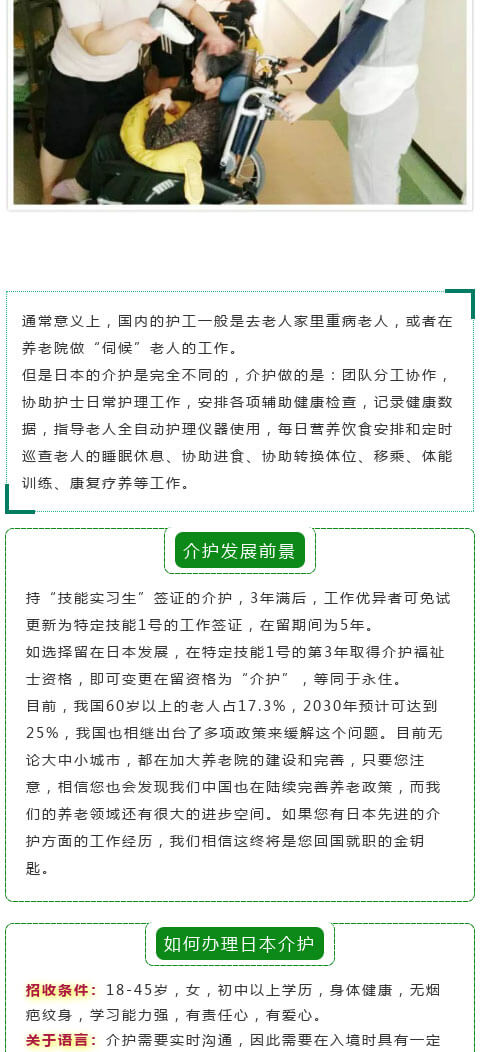 通常意义上，国内的护工一般是去老人家里重病老人，或者在
养老院做“伺候”老人的工作。
但是日本的介护是完全不同的，介护做的是：团队分工协作，
协助护士日常护理工作，安排各项辅助健康检查，记录健康数
据，指导老人全自动护理仪器使用，每日营养饮食安排和定时
巡查老人的睡眠休息、协助进食、协助转换体位、移乘、体能
训练、康复疗养等工作。
介护发展前景
持“技能实习生”签证的介护，3年满后，工作优异者可免试
更新为特定技能1号的工作签证，在留期间为5年。
如选择留在日本发展，在特定技能1号的第3年取得介护福祉
士资格，即可变更在留资格为“介护”，等同于永住。
目前，我国60岁以上的老人占17.3%，2030年预计可达到
25%，我国也相继出台了多项政策来缓解这个问题。目前无
论大中小城市，都在加大养老院的建设和完善，只要您注
意，相信您也会发现我们中国也在陆续完善养老政策，而我
们的养老领域还有很大的进步空间。如果您有日本先进的介
护方面的工作经历，我们相信这终将是您回国就职的金钥
匙。
如何办理日本介护
招收条件：18-45岁，女，初中以上学历，身体健康，无烟
疤纹身，学习能力强，有责任心，有爱心。
关于语言：介护需要实时沟通，因此需要在入境时具有一定